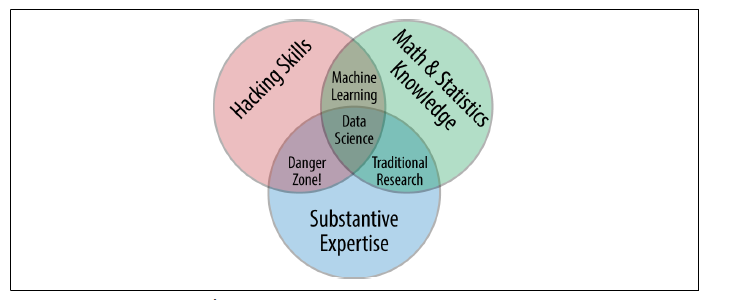 Hacking Skills
Math & Statistics
Knowledge
Machine
Learning
Data
Science
Danger
Zone!
Traditional
Research
Substantive
Expertise